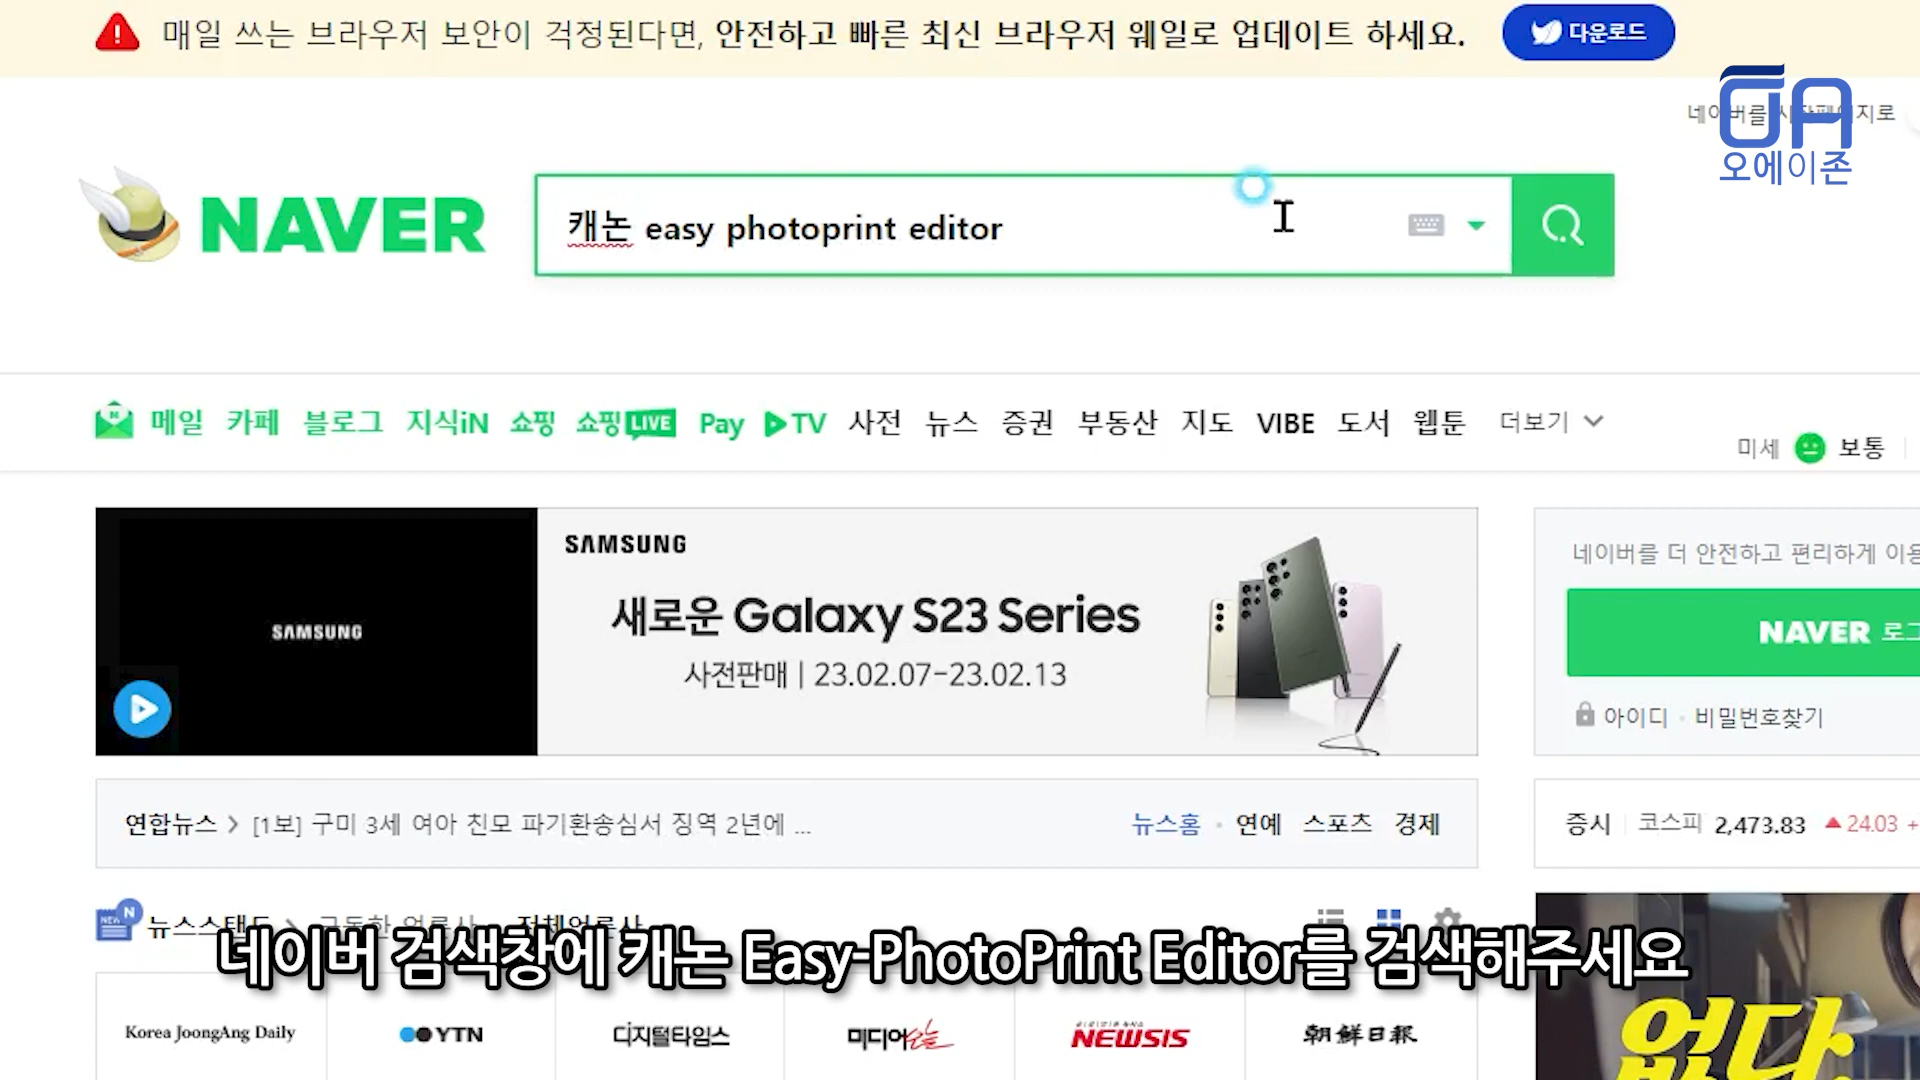 매일 쓰는 브라우저 보안이 걱정된다면, 안전하고 빠른 최신 브라우저 웨일로 업데이트 하세요.
다운로드
오에이존
NAVER
캐논 easy photoprint editor
메일 카페 블로그 지식iN 쇼핑 쇼핑LIVE Pay TV 사전 뉴스 증권 부동산 지도 VIBE 도서 웹툰 더보기
미세 보통
SAMSUNG
SAMSUNG
새로운 Galaxy S23 Series
사전판매 | 23.02.07-23.02.13
네이버를 더 안전하고 편리하게
NAVER
아이디 · 비밀번호찾기
연합뉴스 > [1보] 구미 3세 여아 친모 파기환송심서 징역 2년에 ...
뉴스홈 · 연예 스포츠 경제
증시 코스피 2,473.83 ▲ 24.03
네이버 검색창에 캐논 Easy-PhotoPrint Editor를 검색해주세요
Korea JoongAng Daily
YTN
디지털타임스
미디어오늘
NEWSIS
朝鮮日報
없다.